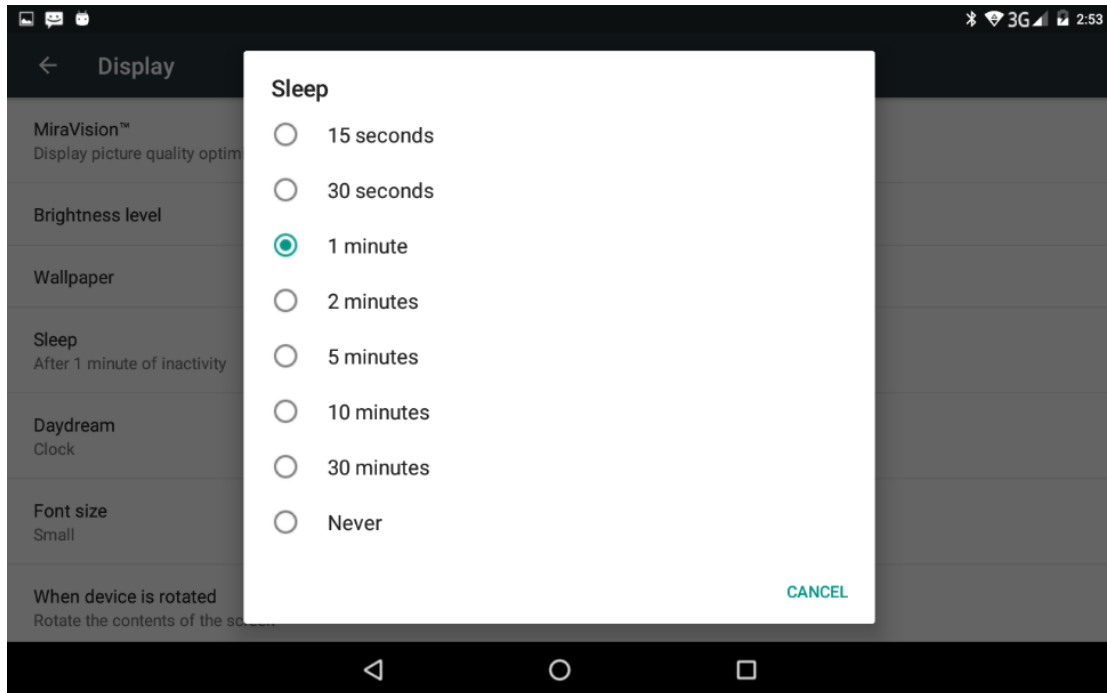 3G 2:53
Display
MiraVision™
Display picture quality optim
Brightness level
Wallpaper
Sleep
After 1 minute of inactivity
Daydream
Clock
Font size
Small
When device is rotated
Rotate the contents of the
Sleep
15 seconds
30 seconds
1 minute
2 minutes
5 minutes
10 minutes
30 minutes
Never
CANCEL